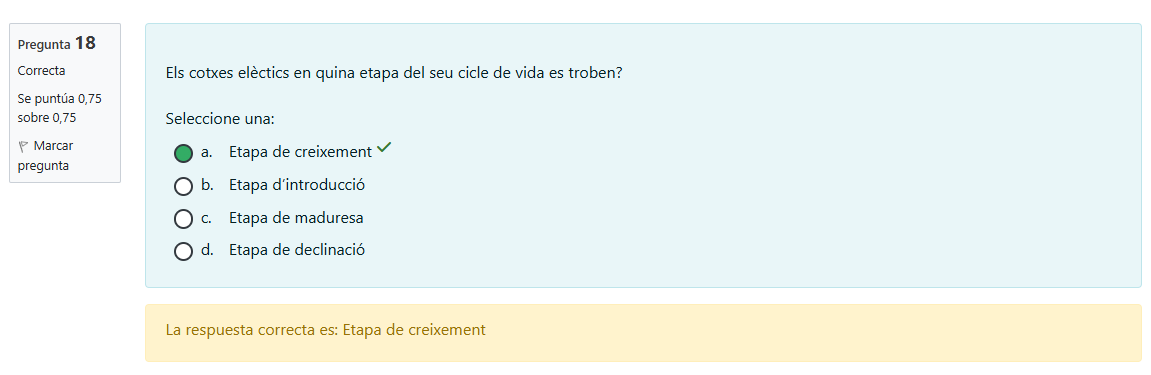 Pregunta 18
Correcta
Se puntúa 0,75
sobre 0,75
Marcar
pregunta
Els cotxes elèctics en quina etapa del seu cicle de vida es troben?
Seleccione una:
a. Etapa de creixement
b. Etapa d'introducció
c. Etapa de maduresa
d. Etapa de declinació
La respuesta correcta es: Etapa de creixement